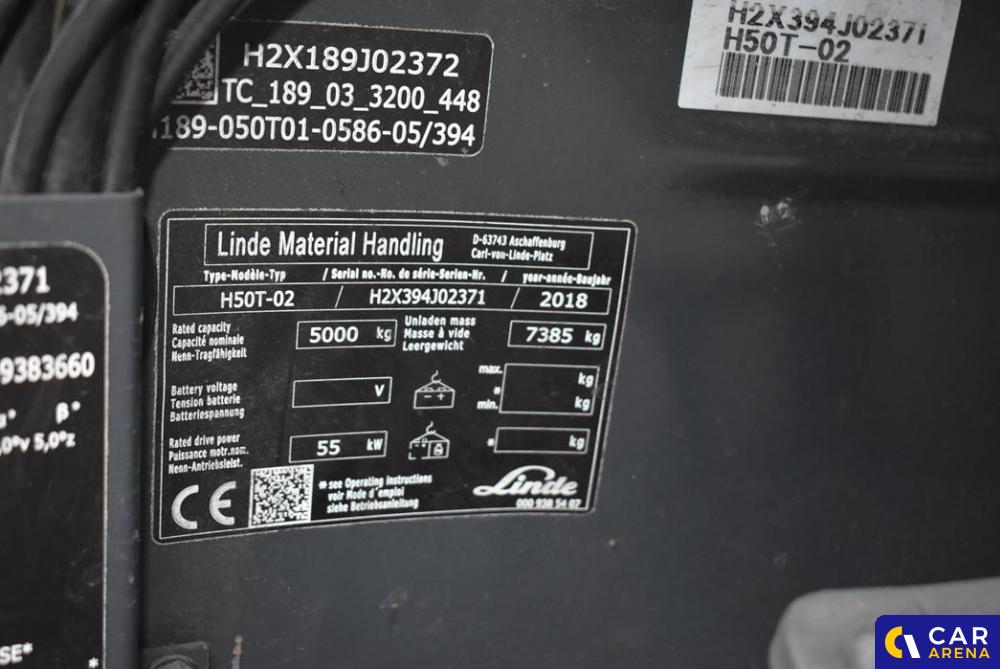 H2X189J02372
TC_189_03_3200_448
189-050T01-0586-05/394
H2X394J02371
H50T-02
Linde Material Handling
D-63743 Aschaffenburg
Carl-von-Linde-Platz
Type-Modèle-Typ / Serial no.-No. de série-Serien-Nr. / year-année-Baujahr
H50T-02 / H2X394J02371 / 2018
Rated capacity
Capacité nominale
Nenn-Tragfähigkeit
5000 kg
Unladen mass
Masse à vide
Leergewicht
7385 kg
Battery voltage
Tension batterie
Batteriespannung
V
- +
max. kg
*
min. kg
Rated drive power
Puissance motr.nom.
Nenn-Antriebsleist.
55 kW
* kg
CE
* see Operating instructions
voir Mode d'emploi
siehe Betriebsanleitung
Linde
000 938 54 07
2371
6-05/394
9383660
β°
,0°v 5,0°z
SE*
*
CAR
ARENA